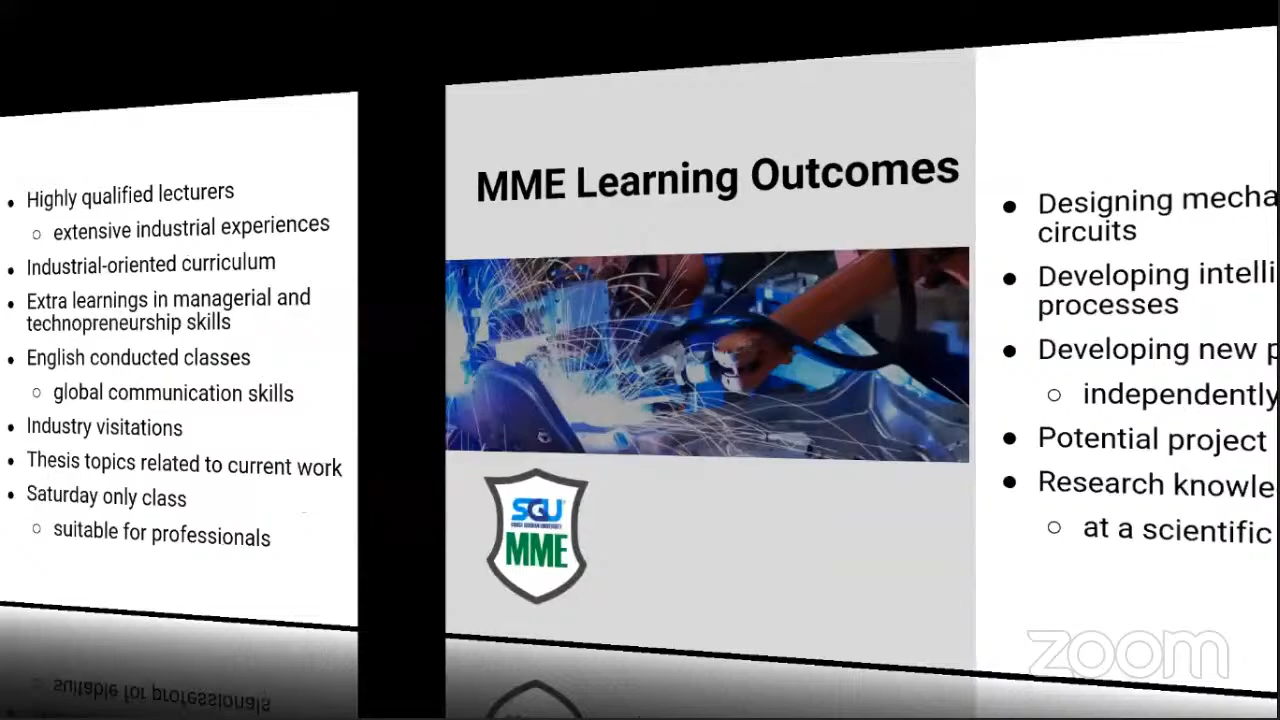 Highly qualified lecturers
extensive industrial experiences
Industrial-oriented curriculum
Extra learnings in managerial and
technopreneurship skills
English conducted classes
global communication skills
Industry visitations
Thesis topics related to current work
Saturday only class
suitable for professionals
MME Learning Outcomes
SGU
MME
Designing mecha
circuits
Developing intelli
processes
Developing new p
independently
Potential project
Research knowle
at a scientific
zoom